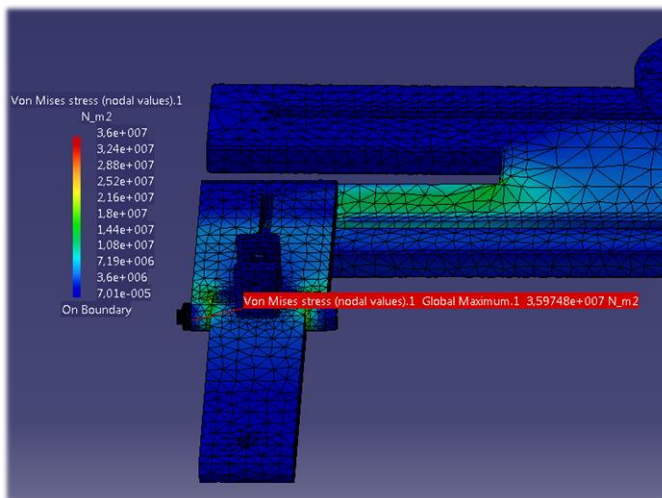 Von Mises stress (nodal values).1
N_m2
3,6e+007
3,24e+007
2,88e+007
2,52e+007
2,16e+007
1,8e+007
1,44e+007
1,08e+007
7,19e+006
3,6e+006
7,01e-005
On Boundary
Von Mises stress (nodal values).1 Global Maximum.1 3,59748e+007 N_m2